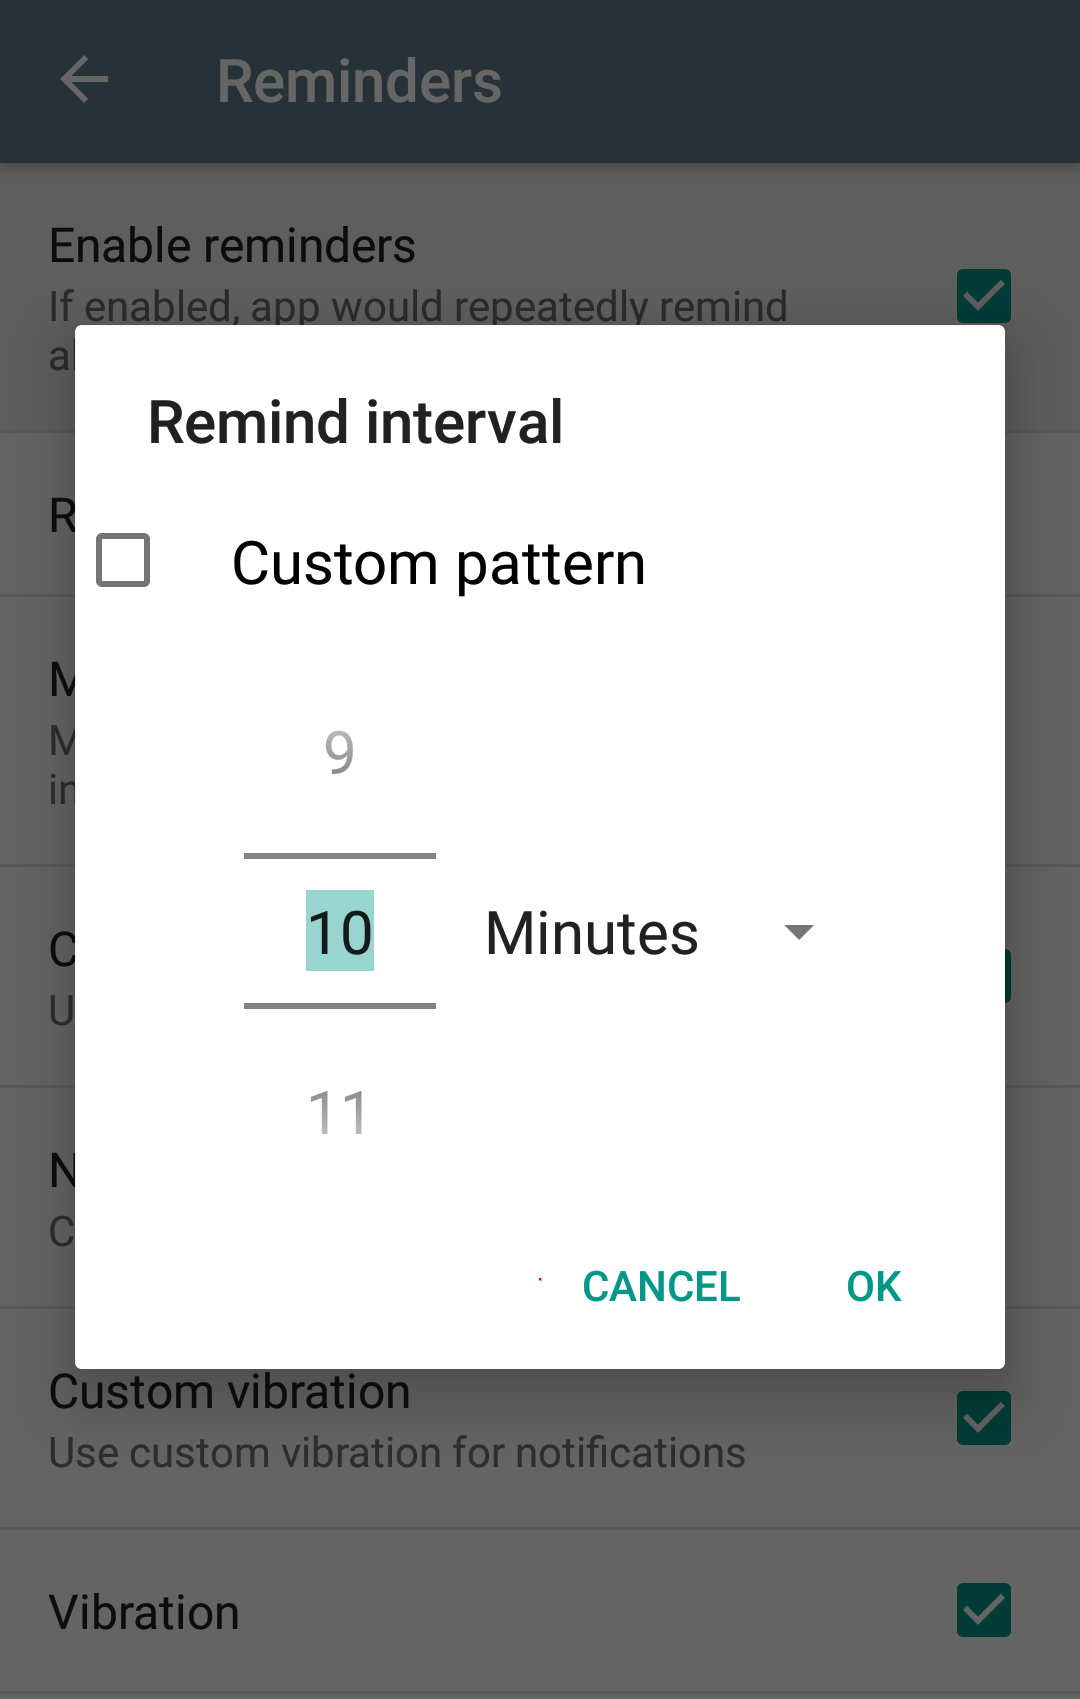 Reminders
Enable reminders
If enabled, app would repeatedly remind
Remind interval
Custom pattern
9
10 Minutes
11
CANCEL OK
Custom vibration
Use custom vibration for notifications
Vibration